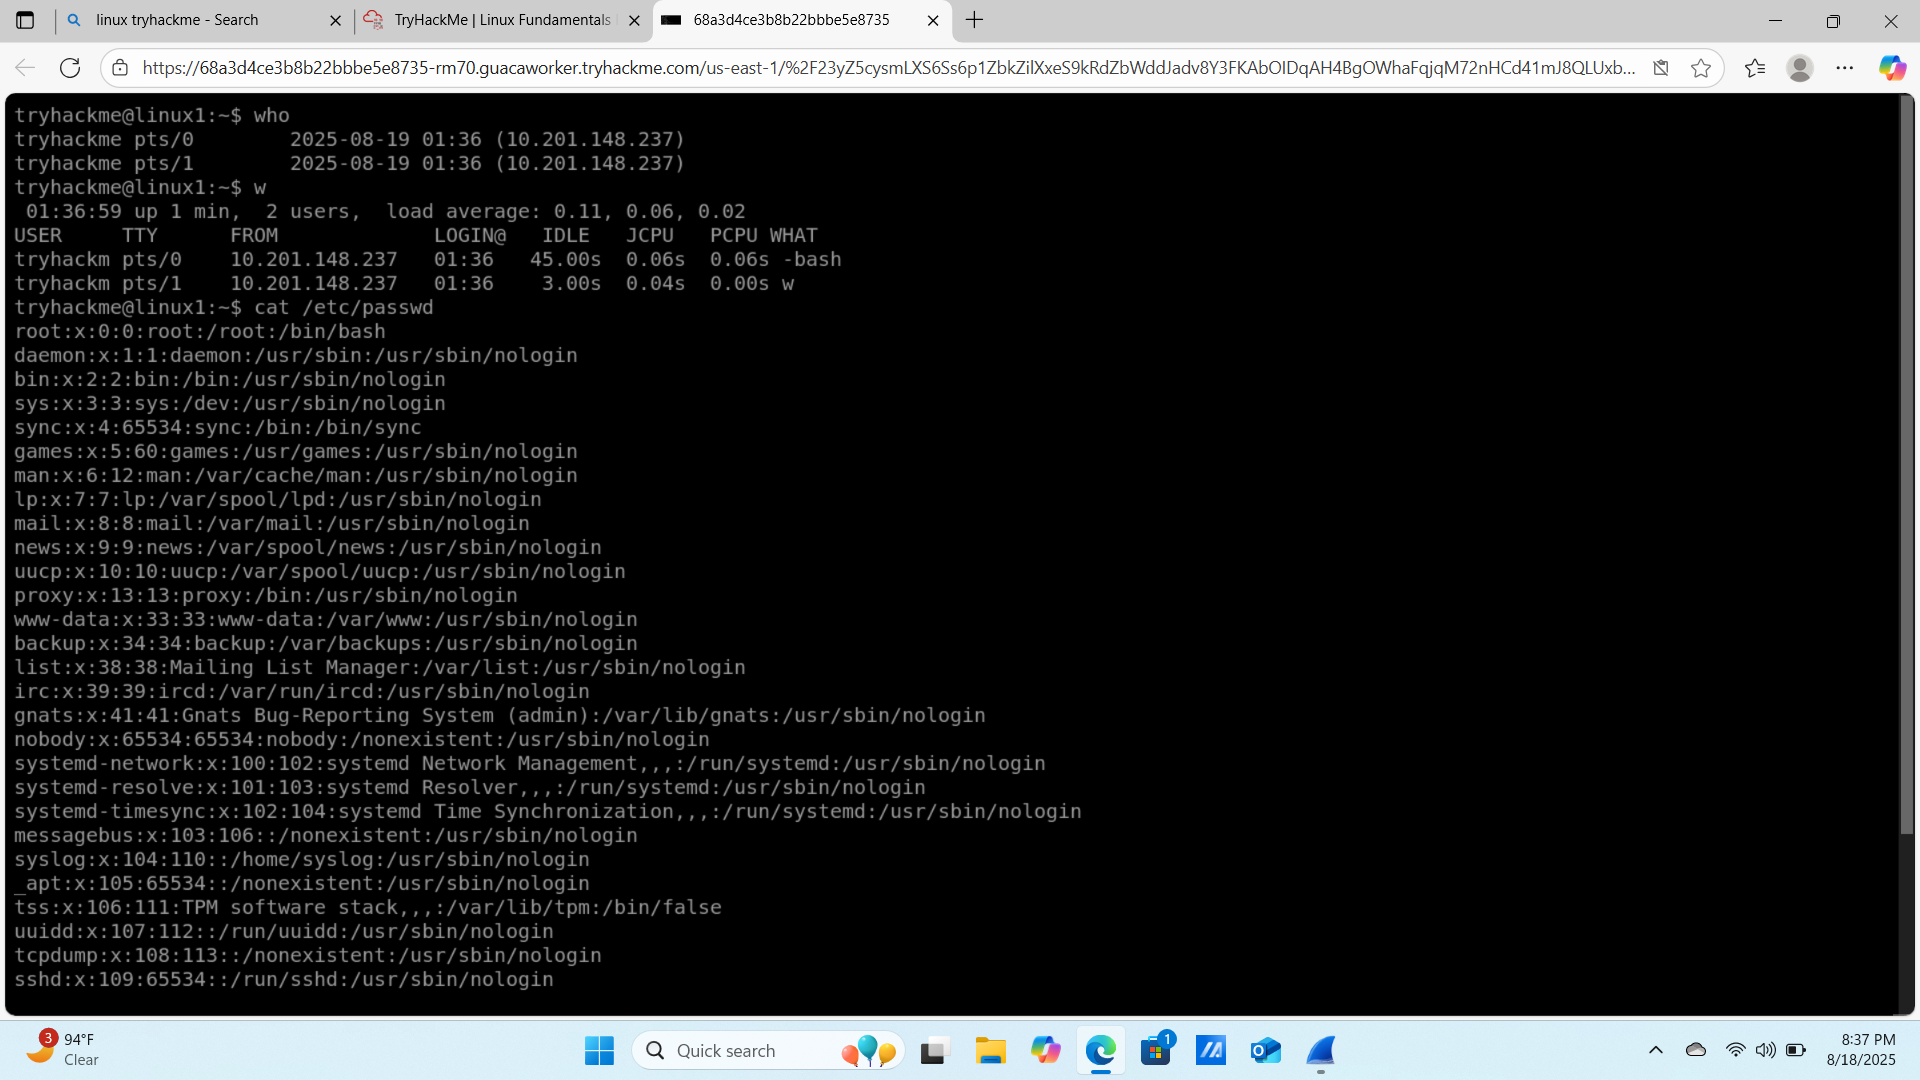 linux tryhackme - Search
TryHackMe | Linux Fundamentals
68a3d4ce3b8b22bbbe5e8735
https://68a3d4ce3b8b22bbbe5e8735-rm70.guacaworker.tryhackme.com/us-east-1/%2F23yZ5cysmLXS6Ss6p1ZbkZilXxeS9kRdZbWddJadv8Y3FKAbOIDqAH4BgOWhaFqjqM72nHCd41mJ8QLUxb...
tryhackme@linux1:~$ who
tryhackme pts/0        2025-08-19 01:36 (10.201.148.237)
tryhackme pts/1        2025-08-19 01:36 (10.201.148.237)
tryhackme@linux1:~$ w
 01:36:59 up 1 min,  2 users,  load average: 0.11, 0.06, 0.02
USER     TTY      FROM             LOGIN@   IDLE   JCPU   PCPU WHAT
tryhackm pts/0    10.201.148.237   01:36   45.00s  0.06s  0.06s -bash
tryhackm pts/1    10.201.148.237   01:36    3.00s  0.04s  0.00s w
tryhackme@linux1:~$ cat /etc/passwd
root:x:0:0:root:/root:/bin/bash
daemon:x:1:1:daemon:/usr/sbin:/usr/sbin/nologin
bin:x:2:2:bin:/bin:/usr/sbin/nologin
sys:x:3:3:sys:/dev:/usr/sbin/nologin
sync:x:4:65534:sync:/bin:/bin/sync
games:x:5:60:games:/usr/games:/usr/sbin/nologin
man:x:6:12:man:/var/cache/man:/usr/sbin/nologin
lp:x:7:7:lp:/var/spool/lpd:/usr/sbin/nologin
mail:x:8:8:mail:/var/mail:/usr/sbin/nologin
news:x:9:9:news:/var/spool/news:/usr/sbin/nologin
uucp:x:10:10:uucp:/var/spool/uucp:/usr/sbin/nologin
proxy:x:13:13:proxy:/bin:/usr/sbin/nologin
www-data:x:33:33:www-data:/var/www:/usr/sbin/nologin
backup:x:34:34:backup:/var/backups:/usr/sbin/nologin
list:x:38:38:Mailing List Manager:/var/list:/usr/sbin/nologin
irc:x:39:39:ircd:/var/run/ircd:/usr/sbin/nologin
gnats:x:41:41:Gnats Bug-Reporting System (admin):/var/lib/gnats:/usr/sbin/nologin
nobody:x:65534:65534:nobody:/nonexistent:/usr/sbin/nologin
systemd-network:x:100:102:systemd Network Management,,,:/run/systemd:/usr/sbin/nologin
systemd-resolve:x:101:103:systemd Resolver,,,:/run/systemd:/usr/sbin/nologin
systemd-timesync:x:102:104:systemd Time Synchronization,,,:/run/systemd:/usr/sbin/nologin
messagebus:x:103:106::/nonexistent:/usr/sbin/nologin
syslog:x:104:110::/home/syslog:/usr/sbin/nologin
_apt:x:105:65534::/nonexistent:/usr/sbin/nologin
tss:x:106:111:TPM software stack,,,:/var/lib/tpm:/bin/false
uuidd:x:107:112::/run/uuidd:/usr/sbin/nologin
tcpdump:x:108:113::/nonexistent:/usr/sbin/nologin
sshd:x:109:65534::/run/sshd:/usr/sbin/nologin
3
94°F
Clear
Quick search
1
8:37 PM
8/18/2025